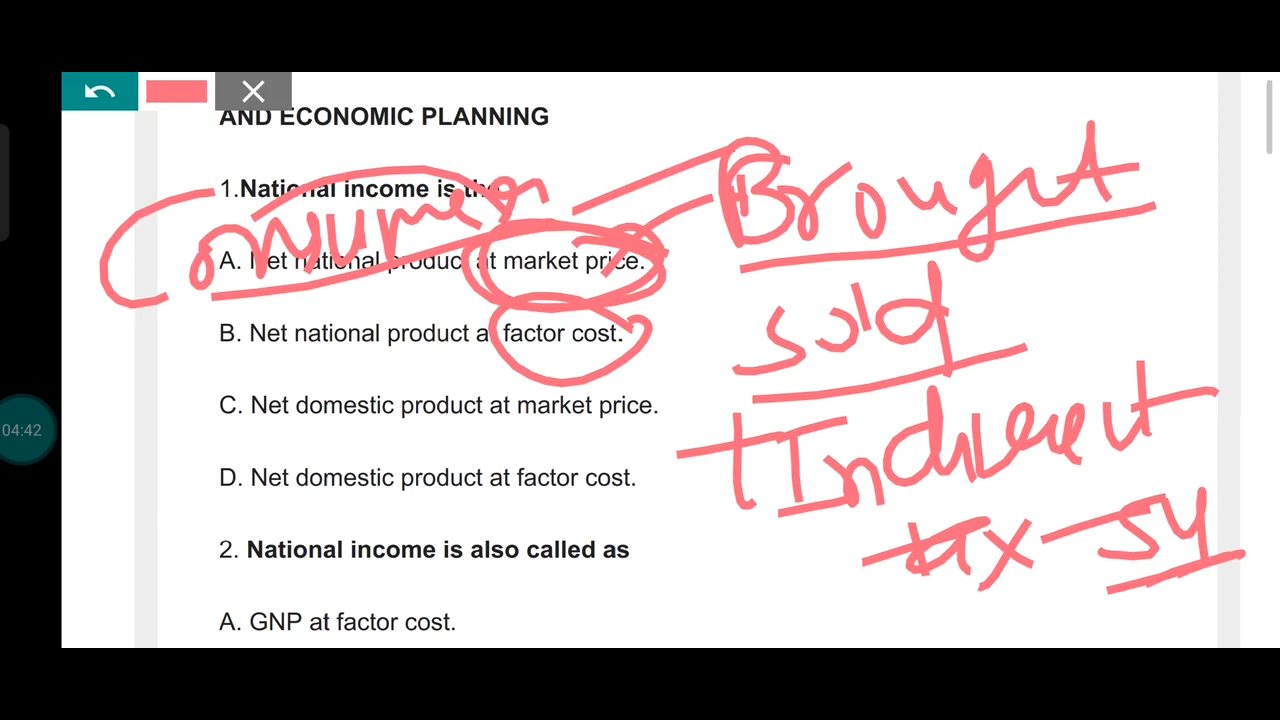 AND ECONOMIC PLANNING
1.National income is the
Consumer
Brought
A. Net national product at market price.
sold
B. Net national product at factor cost.
C. Net domestic product at market price.
+Indirect
D. Net domestic product at factor cost.
tax - sy
2. National income is also called as
A. GNP at factor cost.
04:42